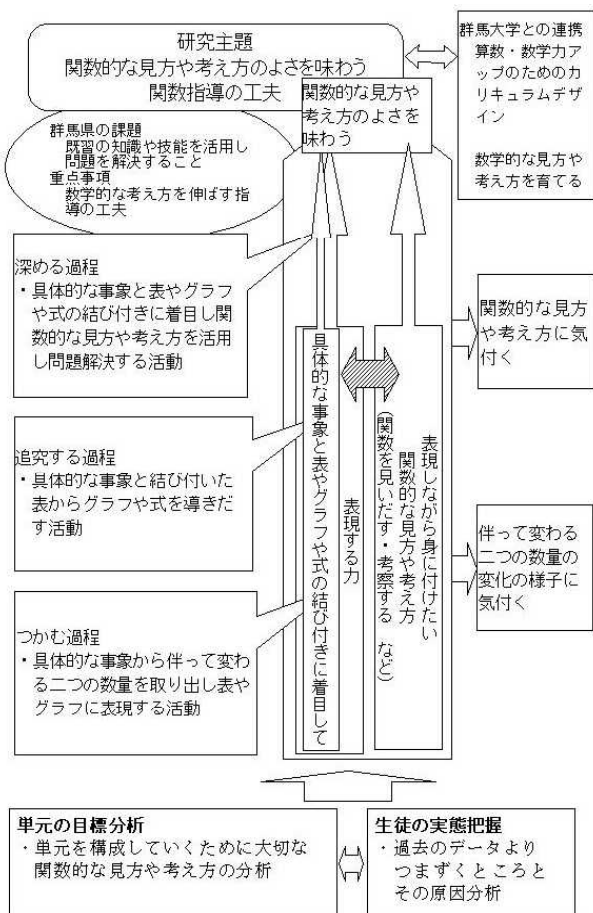 研究主題
関数的な見方や考え方のよさを味わう
関数指導の工夫
群馬大学との連携
算数・数学力ア
ップのためのカ
リキュラムデザ
イン
数学的な見方や
考え方を育てる
関数的な見方や
考え方のよさを
味わう
群馬県の課題
既習の知識や技能を活用し
問題を解決すること
重点事項
数学的な考え方を伸ばす指
導の工夫
深める過程
・具体的な事象と表やグラフ
や式の結び付きに着目し関
数的な見方や考え方を活用
し問題解決する活動
関数的な見方
や考え方に気
付く
追究する過程
・具体的な事象と結び付いた
表からグラフや式を導きだ
す活動
伴って変わる
二つの数量の
変化の様子に
気付く
つかむ過程
・具体的な事象から伴って変わ
る二つの数量を取り出し表や
グラフに表現する活動
具体的な事象と表やグラフや式の結び付きに着目して
表現する力
表現しながら身に付けたい
関数的な見方や考え方
(関数を見いだす・考察する など)
単元の目標分析
・単元を構成していくために大切な
関数的な見方や考え方の分析
生徒の実態把握
・過去のデータより
つまずくところと
その原因分析